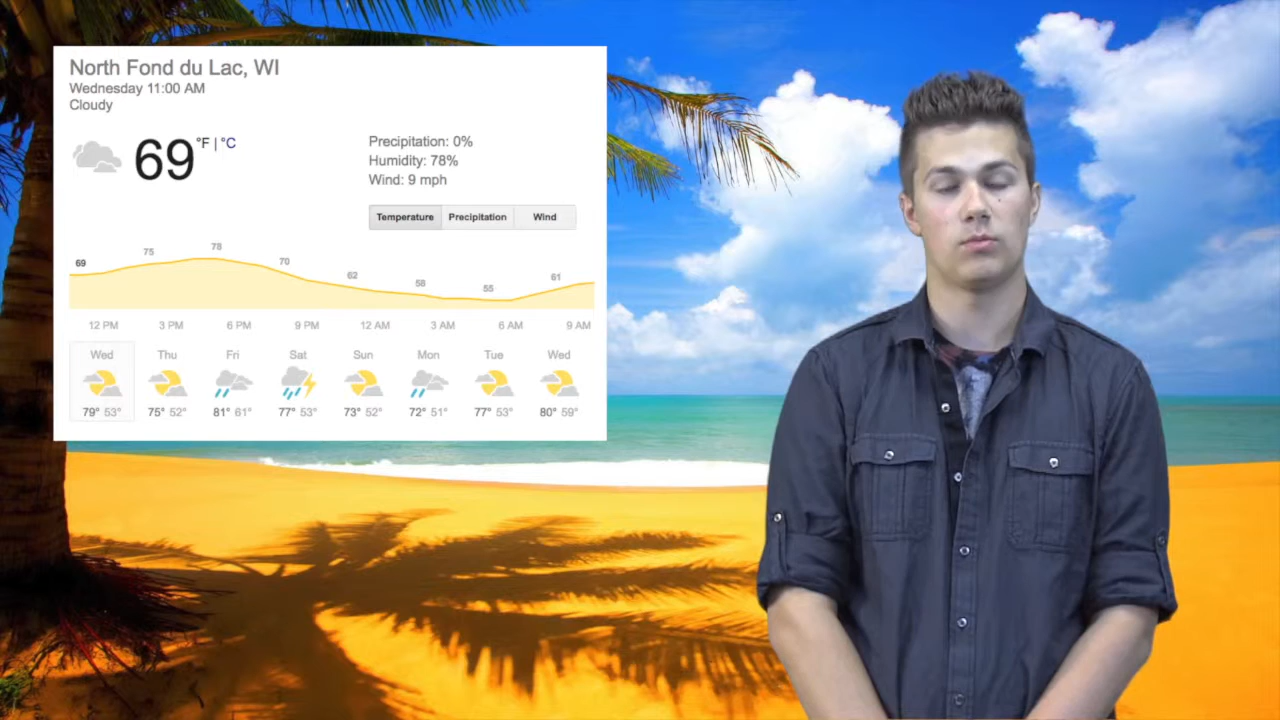 North Fond du Lac, WI
Wednesday 11:00 AM
Cloudy
69 °F | °C
Precipitation: 0%
Humidity: 78%
Wind: 9 mph
Temperature Precipitation Wind
69 75 78 70 62 58 55 61
12 PM 3 PM 6 PM 9 PM 12 AM 3 AM 6 AM 9 AM
Wed Thu Fri Sat Sun Mon Tue Wed
79° 53° 75° 52° 81° 61° 77° 53° 73° 52° 72° 51° 77° 53° 80° 59°